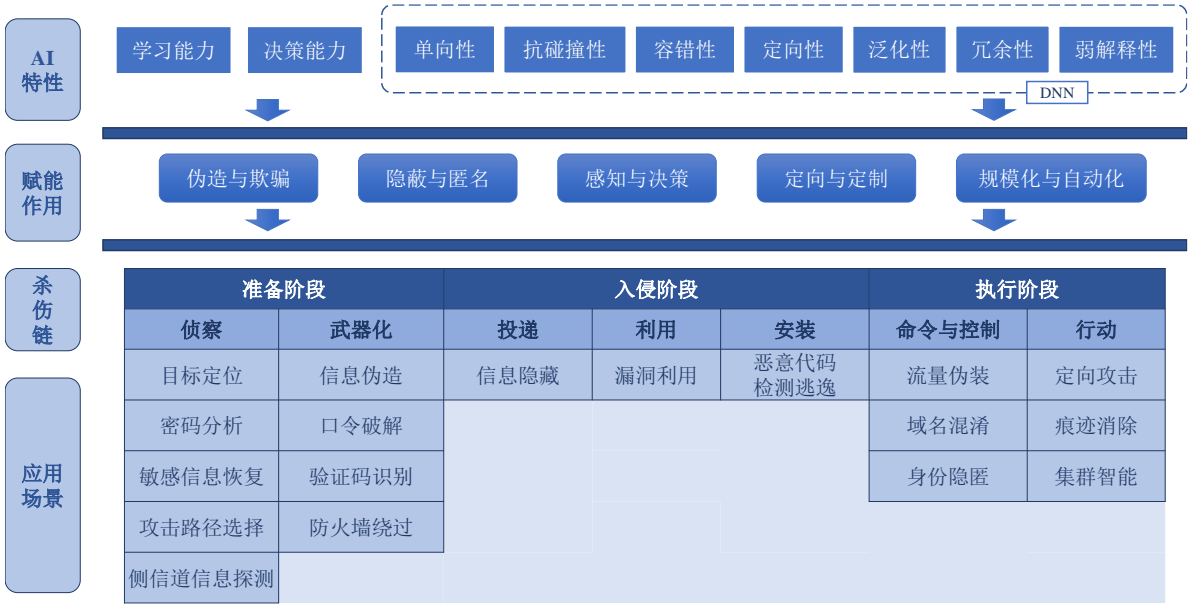 AI
特性
学习能力
决策能力
单向性
抗碰撞性
容错性
定向性
泛化性
冗余性
弱解释性
DNN
赋能
作用
伪造与欺骗
隐蔽与匿名
感知与决策
定向与定制
规模化与自动化
杀
伤
链
准备阶段
入侵阶段
执行阶段
侦察
武器化
投递
利用
安装
命令与控制
行动
应用
场景
目标定位
信息伪造
信息隐藏
漏洞利用
恶意代码
检测逃逸
流量伪装
定向攻击
密码分析
口令破解
域名混淆
痕迹消除
敏感信息恢复
验证码识别
身份隐匿
集群智能
攻击路径选择
防火墙绕过
侧信道信息探测